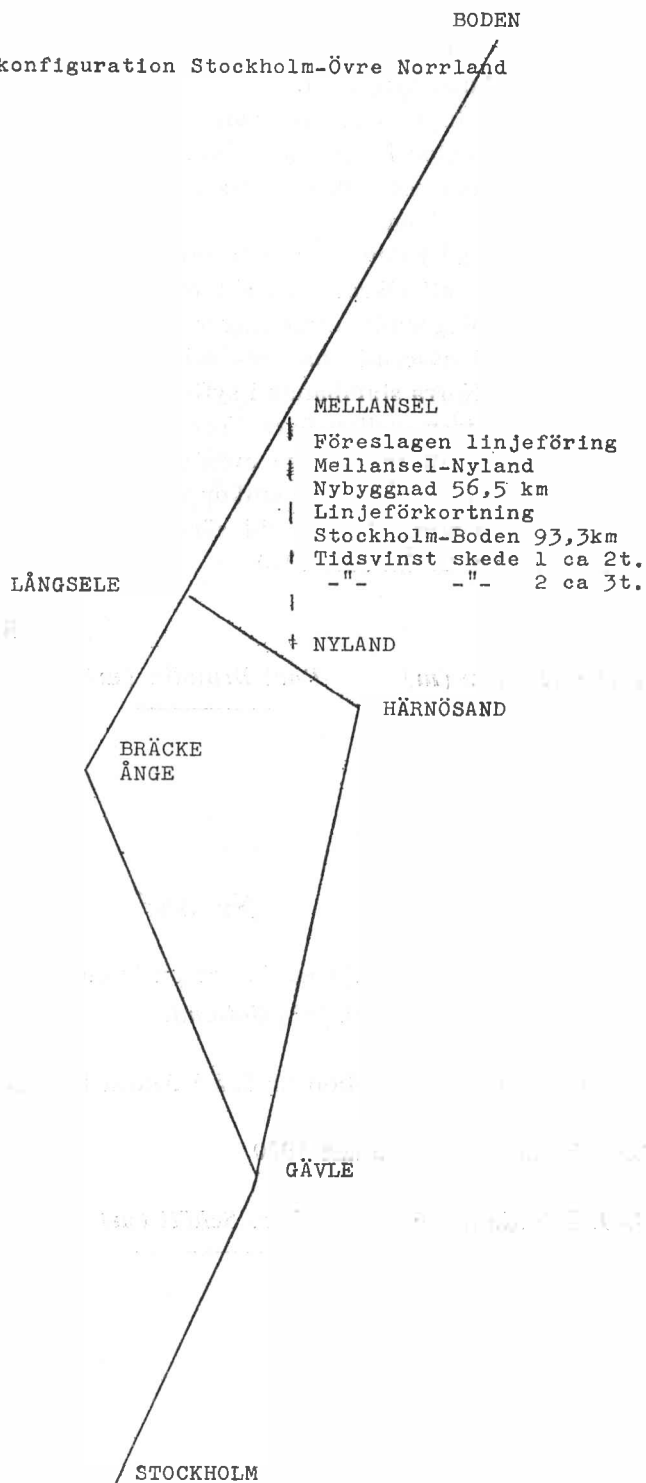 BODEN
konfiguration Stockholm-Övre Norrland
MELLANSEL
Föreslagen linjeföring
Mellansel-Nyland
Nybyggnad 56,5 km
Linjeförkortning
Stockholm-Boden 93,3km
Tidsvinst skede 1 ca 2t.
-"- -"- 2 ca 3t.
LÅNGSELE
NYLAND
HÄRNÖSAND
BRÄCKE
ÅNGE
GÄVLE
STOCKHOLM